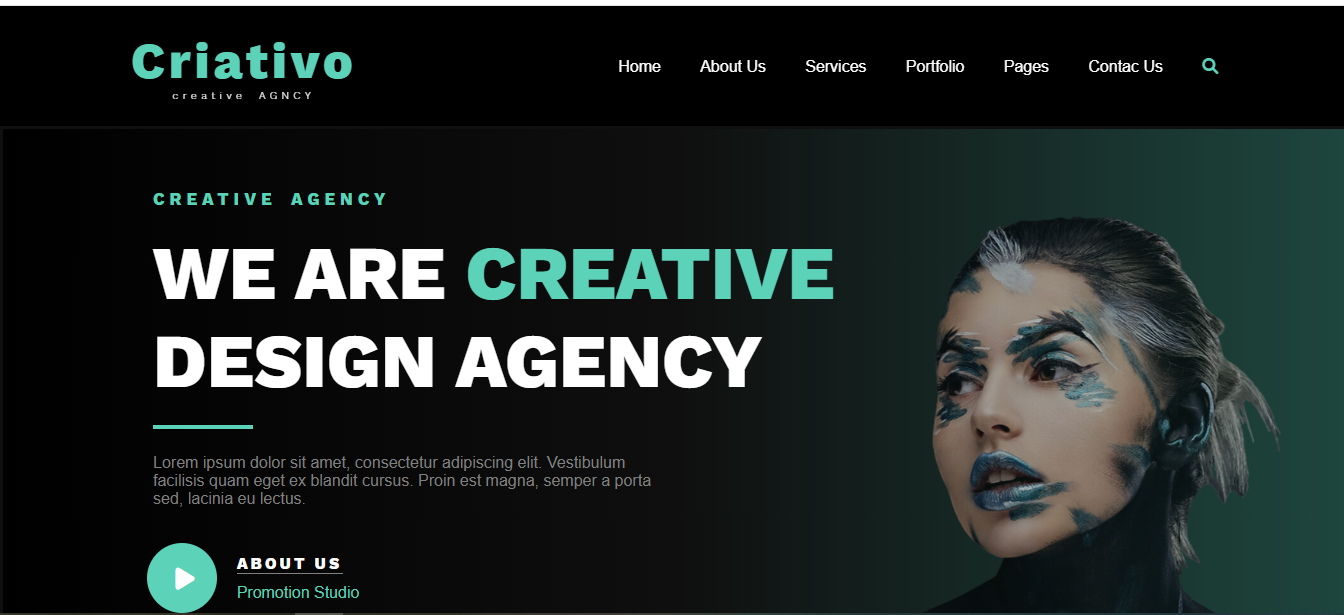 Criativo
creative AGNCY
Home About Us Services Portfolio Pages Contac Us
CREATIVE AGENCY
WE ARE CREATIVE
DESIGN AGENCY
Lorem ipsum dolor sit amet, consectetur adipiscing elit. Vestibulum
facilisis quam eget ex blandit cursus. Proin est magna, semper a porta
sed, lacinia eu lectus.
ABOUT US
Promotion Studio